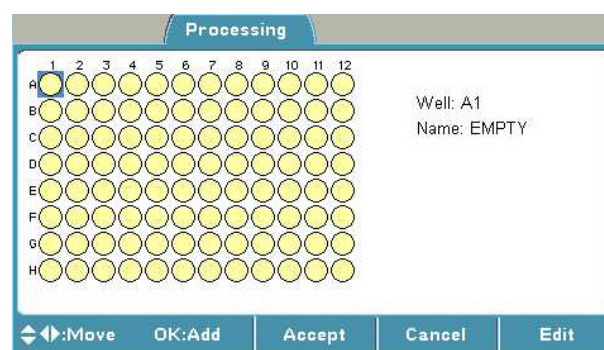 Processing
1 2 3 4 5 6 7 8 9 10 11 12
A
B
C
D
E
F
G
H
Well: A1
Name: EMPTY
:Move OK:Add Accept Cancel Edit